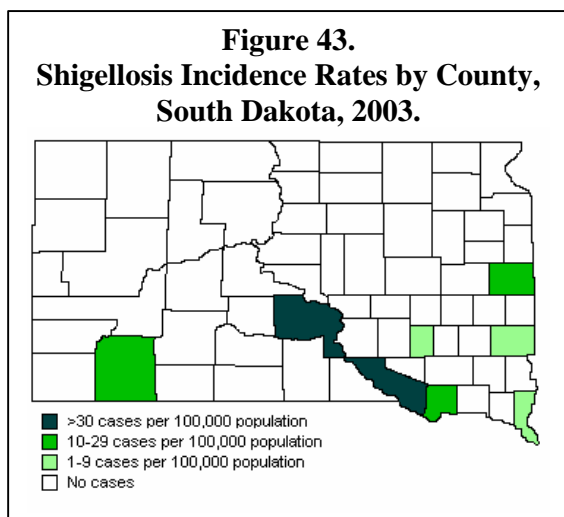 Figure 43.
Shigellosis Incidence Rates by County,
South Dakota, 2003.
>30 cases per 100,000 population
10-29 cases per 100,000 population
1-9 cases per 100,000 population
No cases